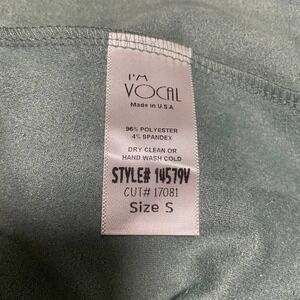 I'M
VOCAL
Made in U.S.A.
96% POLYESTER
4% SPANDEX
DRY CLEAN OR
HAND WASH COLD
STYLE# 14579V
CUT# 17081
Size S